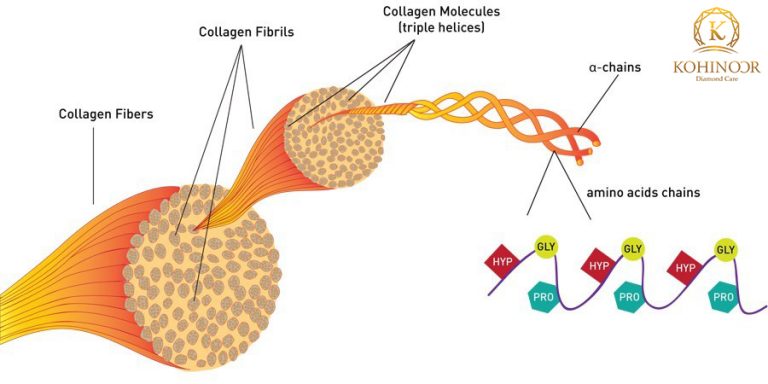 Collagen Molecules
(triple helices)
Collagen Fibrils
Collagen Fibers
K
KOHINOOR
Diamond Care
α-chains
amino acids chains
HYP
GLY
PRO
HYP
GLY
PRO
HYP
GLY
PRO